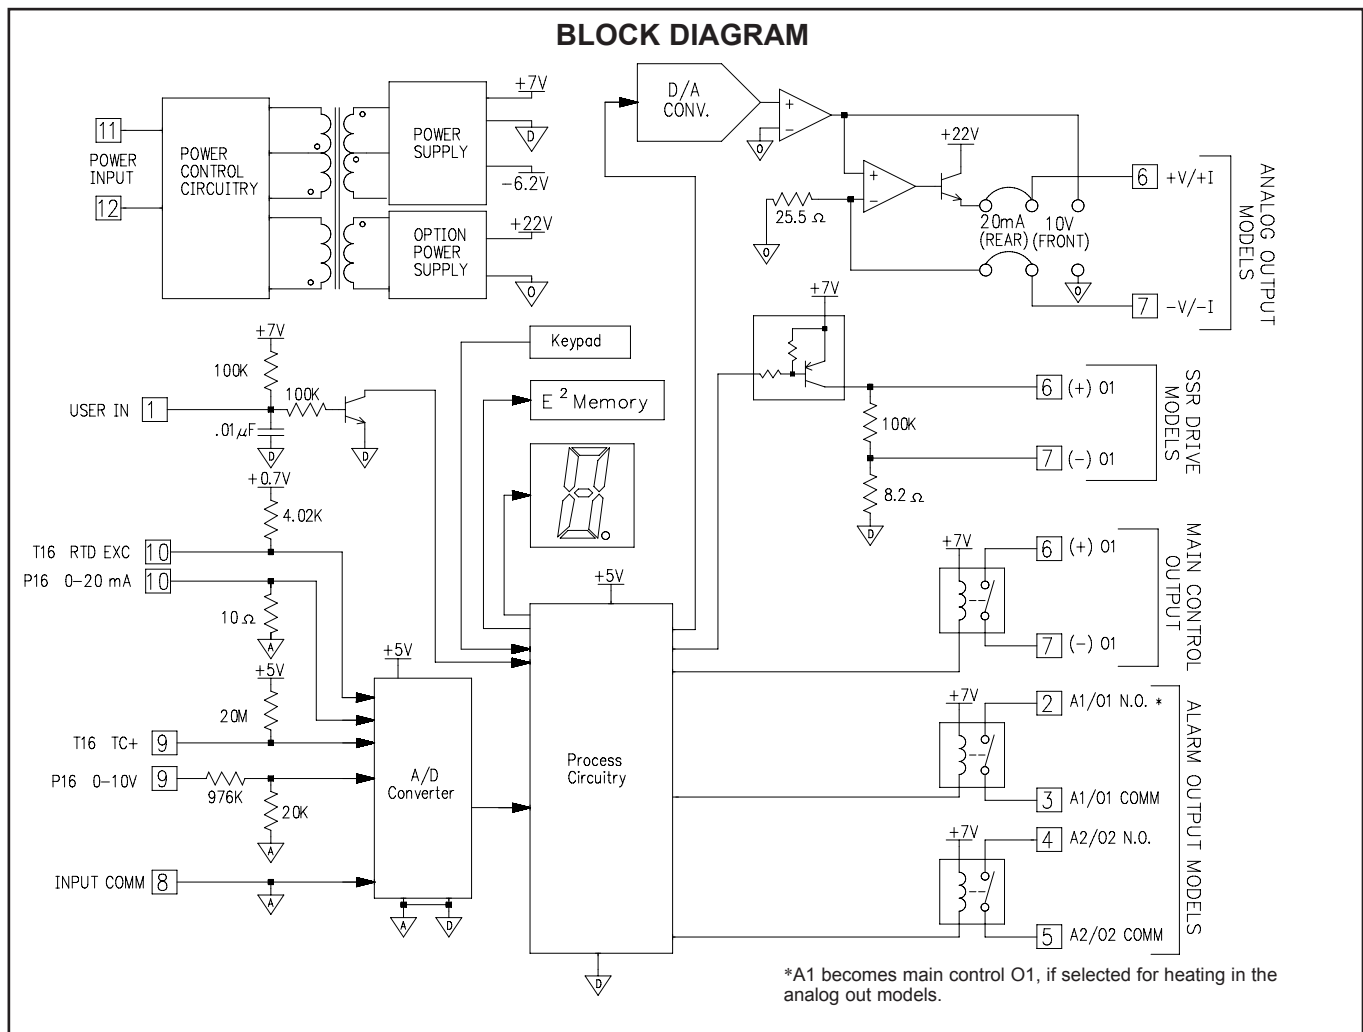 BLOCK DIAGRAM
11
POWER
INPUT
12
POWER
CONTROL
CIRCUITRY
POWER
SUPPLY
+7V
D
-6.2V
OPTION
POWER
SUPPLY
+22V
O
D/A
CONV.
+
−
O
+22V
+
−
25.5 Ω
O
20mA
(REAR)
10V
(FRONT)
O
6 +V/+I
7 −V/−I
ANALOG OUTPUT
MODELS
+7V
100K
USER IN 1
100K
.01µF
D
D
Keypad
E² Memory
+7V
100K
8.2 Ω
D
6 (+) O1
7 (−) O1
SSR DRIVE
MODELS
+0.7V
4.02K
T16 RTD EXC 10
P16 0–20 mA 10
10 Ω
A
+5V
20M
T16 TC+ 9
P16 0–10V 9
976K
20K
A
INPUT COMM 8
A
+5V
A/D
Converter
A
D
+5V
Process
Circuitry
D
+7V
6 (+) O1
7 (−) O1
MAIN CONTROL
OUTPUT
+7V
2 A1/O1 N.O. *
3 A1/O1 COMM
+7V
4 A2/O2 N.O.
5 A2/O2 COMM
ALARM OUTPUT MODELS
*A1 becomes main control O1, if selected for heating in the
analog out models.